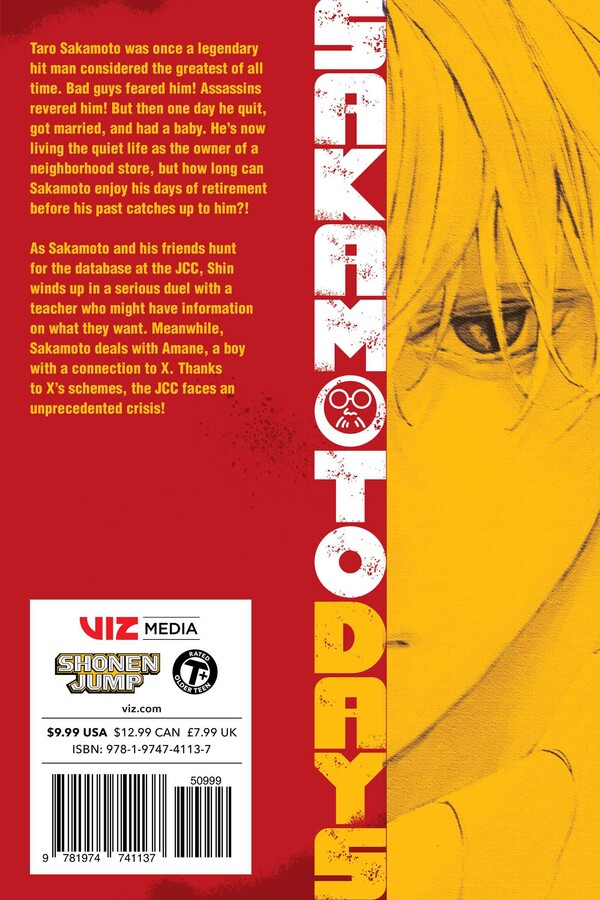 Taro Sakamoto was once a legendary
hit man considered the greatest of all
time. Bad guys feared him! Assassins
revered him! But then one day he quit,
got married, and had a baby. He’s now
living the quiet life as the owner of a
neighborhood store, but how long can
Sakamoto enjoy his days of retirement
before his past catches up to him?!
As Sakamoto and his friends hunt
for the database at the JCC, Shin
winds up in a serious duel with a
teacher who might have information
on what they want. Meanwhile,
Sakamoto deals with Amane, a boy
with a connection to X. Thanks
to X’s schemes, the JCC faces an
unprecedented crisis!
SAKAMOTO DAYS
VIZ MEDIA
SHONEN
JUMP
RATED
T+
OLDER TEEN
viz.com
$9.99 USA $12.99 CAN £7.99 UK
ISBN: 978-1-9747-4113-7
50999
9 781974 741137